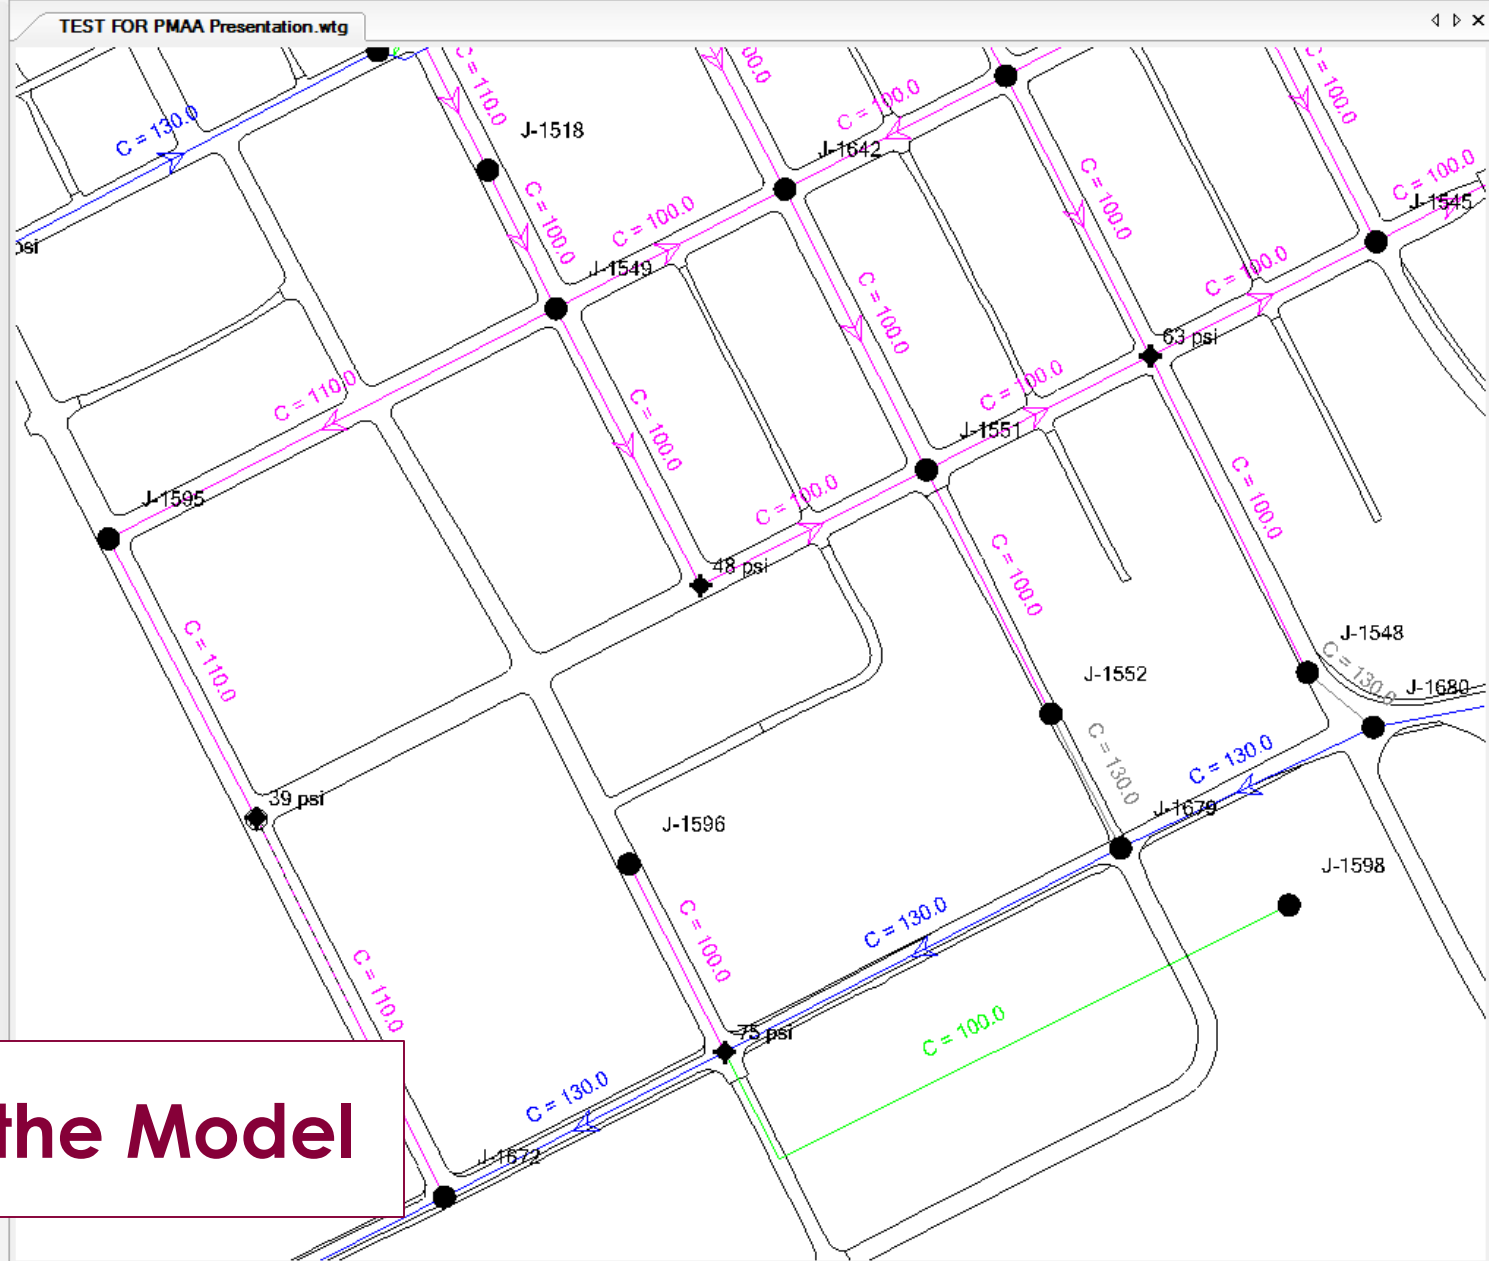 TEST FOR PMAA Presentation.wtg
C = 110.0
00.0
C = 100.0
C = 110.0
C = 130.0
J-1518
J-1642
C = 100.0
J-1545
C = 100.0
C = 100.0
C = 100.0
psi
J-1549
C = 100.0
C = 100.0
63 psi
C = 110.0
C = 100.0
C = 100.0
J-1551
J-1595
C = 100.0
C = 100.0
48 psi
C = 100.0
C = 110.0
J-1548
C = 130.0
J-1552
J-1680
C = 130.0
C = 130.0
39 psi
J-1679
J-1596
J-1598
C = 100.0
C = 130.0
C = 110.0
75 psi
C = 100.0
C = 130.0
the Model
J-1672